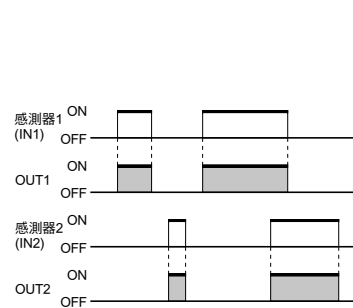 感測器1 ON
(IN1) OFF
ON
OUT1
OFF
感測器2 ON
(IN2) OFF
ON
OUT2
OFF